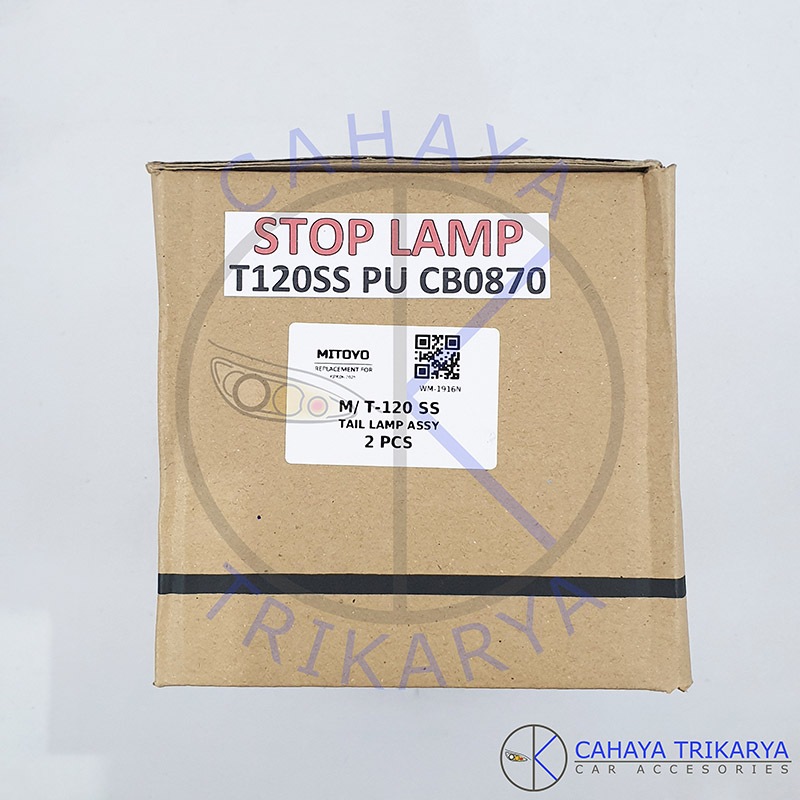 CAHAYA
STOP LAMP
T120SS PU CB0870
MITOYO
REPLACEMENT FOR
WM-1916N
M/ T-120 SS
TAIL LAMP ASSY
2 PCS
TRIKARYA
CAHAYA TRIKARYA
CAR ACCESORIES